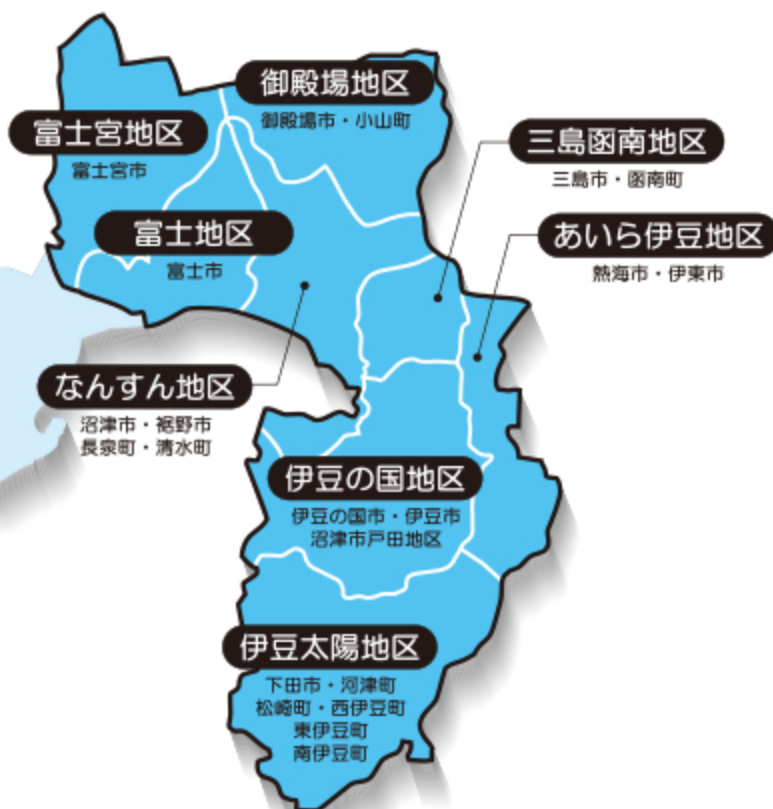 御殿場地区
御殿場市・小山町
富士宮地区
富士宮市
三島函南地区
三島市・函南町
富士地区
富士市
あいら伊豆地区
熱海市・伊東市
なんすん地区
沼津市・裾野市
長泉町・清水町
伊豆の国地区
伊豆の国市・伊豆市
沼津市戸田地区
伊豆太陽地区
下田市・河津町
松崎町・西伊豆町
東伊豆町
南伊豆町